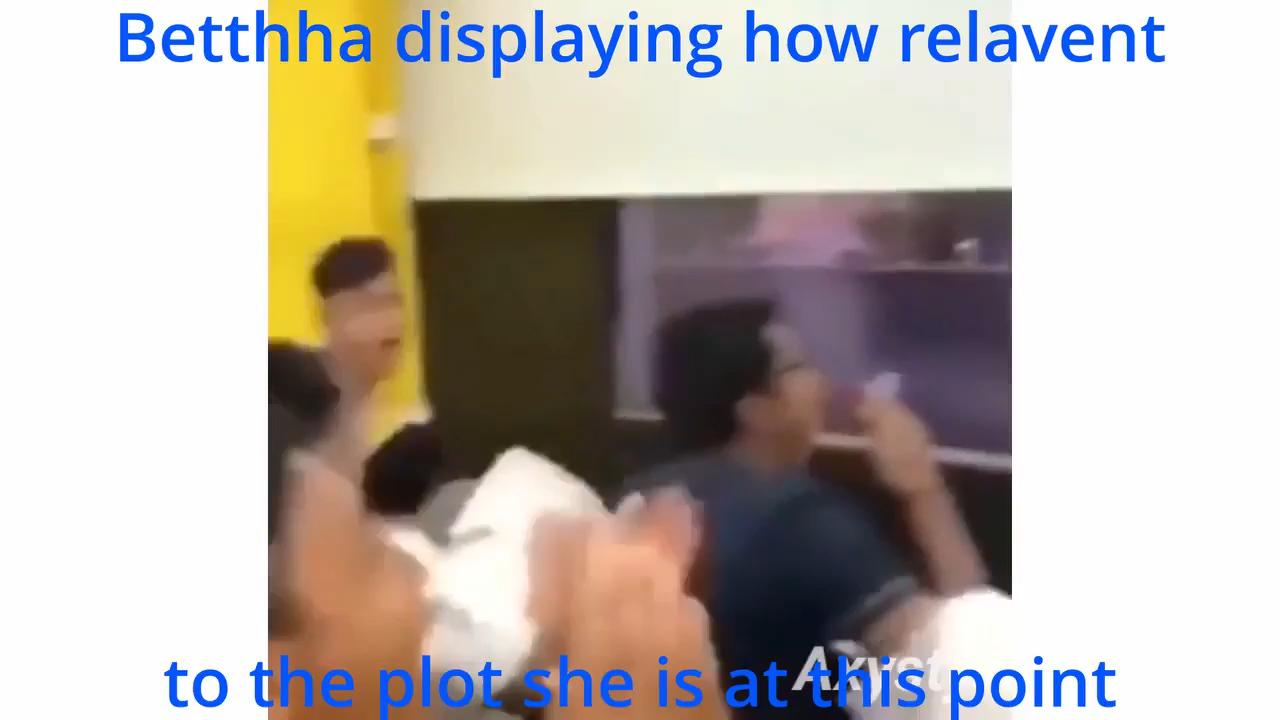 Betthha displaying how relavent
to the plot she is at this point